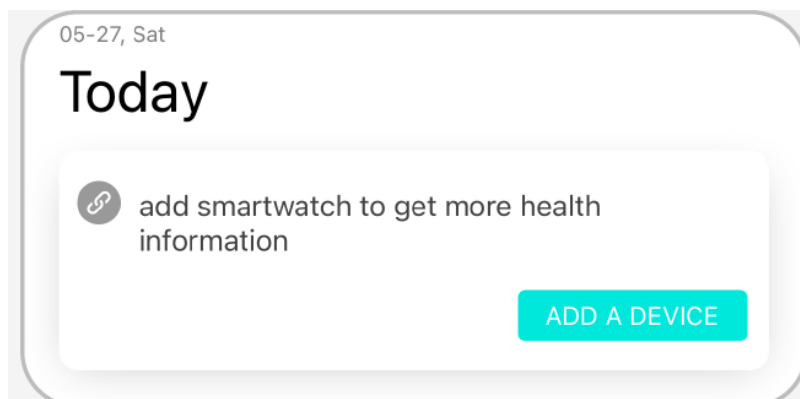 05-27, Sat
Today
add smartwatch to get more health
information
ADD A DEVICE